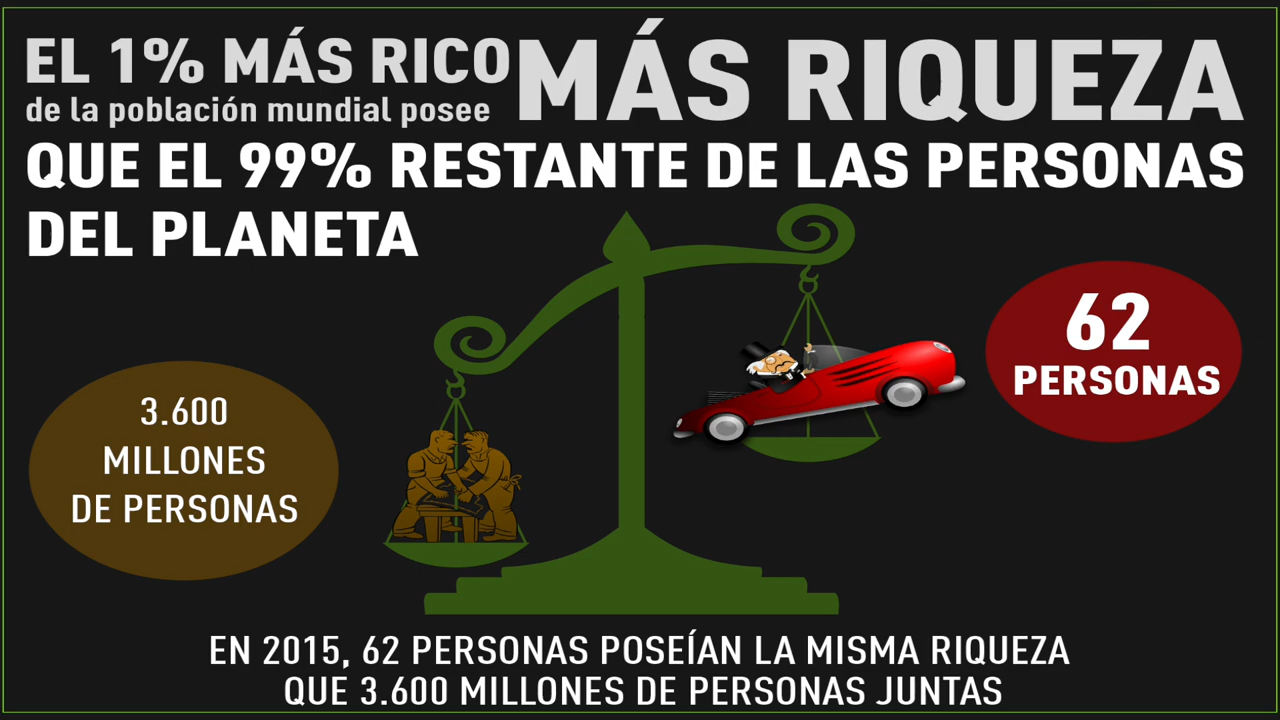 EL 1% MÁS RICO
de la población mundial posee
MÁS RIQUEZA
QUE EL 99% RESTANTE DE LAS PERSONAS
DEL PLANETA
62
PERSONAS
3.600
MILLONES
DE PERSONAS
EN 2015, 62 PERSONAS POSEÍAN LA MISMA RIQUEZA
QUE 3.600 MILLONES DE PERSONAS JUNTAS